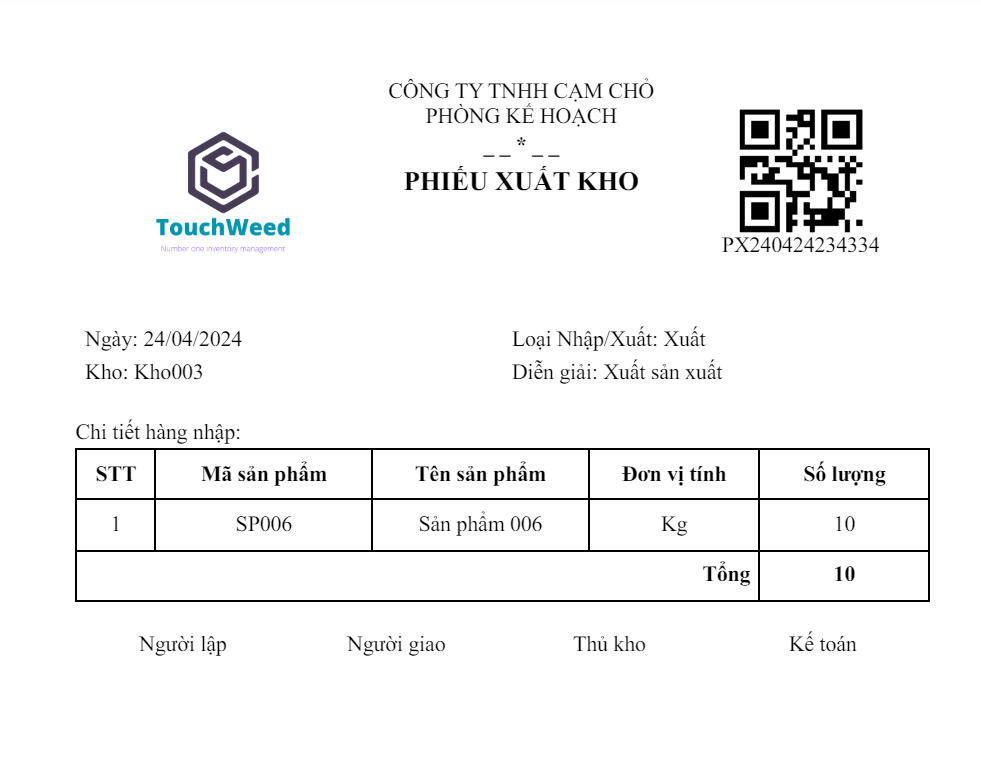 CÔNG TY TNHH CẠM CHỎ
PHÒNG KẾ HOẠCH
_ _ * _ _
PHIẾU XUẤT KHO
TouchWeed
Number one inventory management
PX240424234334
Ngày: 24/04/2024
Loại Nhập/Xuất: Xuất
Kho: Kho003
Diễn giải: Xuất sản xuất
Chi tiết hàng nhập:
STT Mã sản phẩm Tên sản phẩm Đơn vị tính Số lượng
1 SP006 Sản phẩm 006 Kg 10
Tổng 10
Người lập Người giao Thủ kho Kế toán